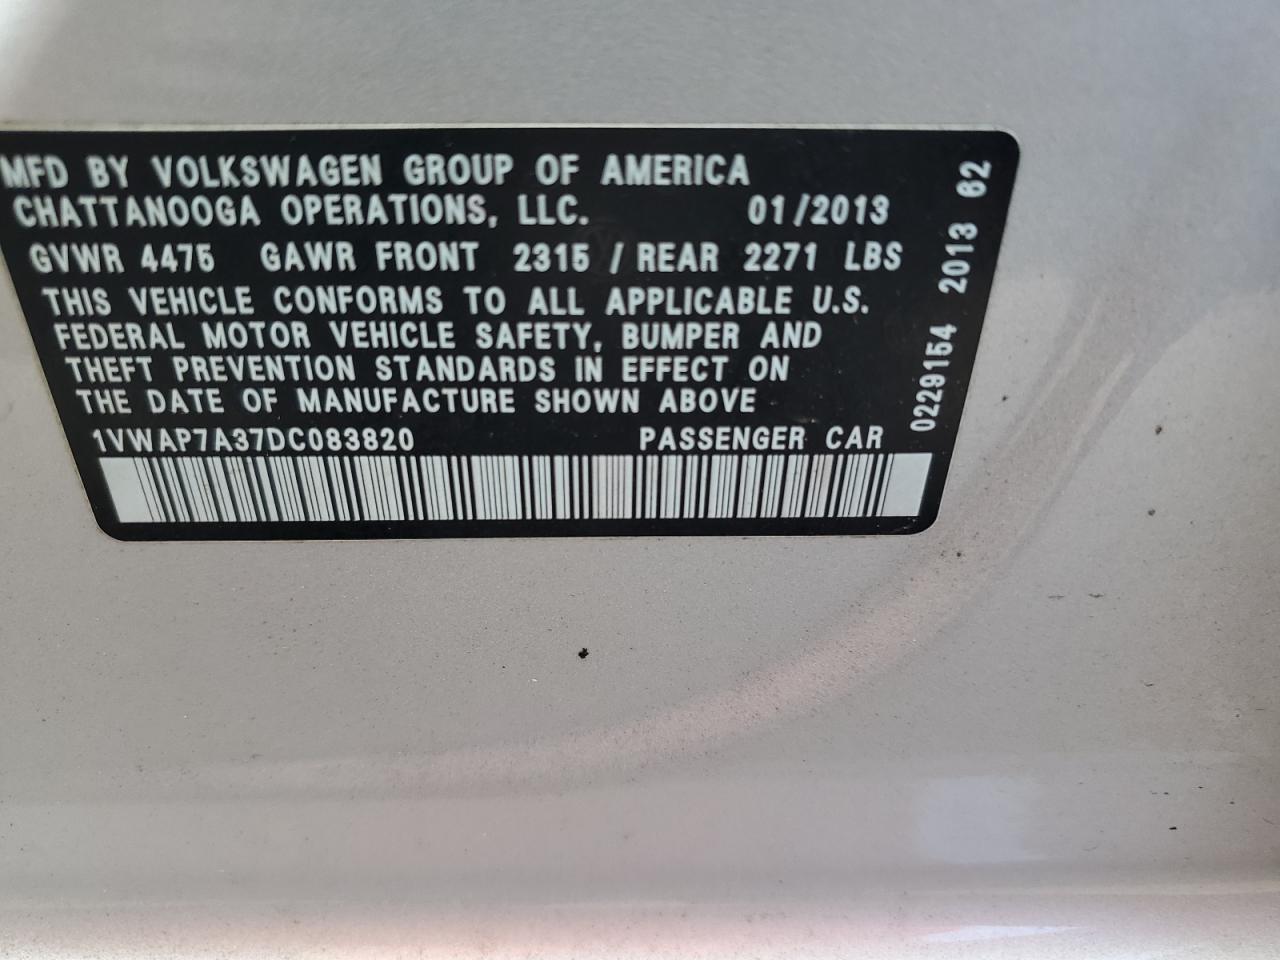 MFD BY VOLKSWAGEN GROUP OF AMERICA
CHATTANOOGA OPERATIONS, LLC. 01/2013
GVWR 4475 GAWR FRONT 2315 / REAR 2271 LBS
THIS VEHICLE CONFORMS TO ALL APPLICABLE U.S.
FEDERAL MOTOR VEHICLE SAFETY, BUMPER AND
THEFT PREVENTION STANDARDS IN EFFECT ON
THE DATE OF MANUFACTURE SHOWN ABOVE
1VWAP7A37DC083820 PASSENGER CAR
0229154 2013 62